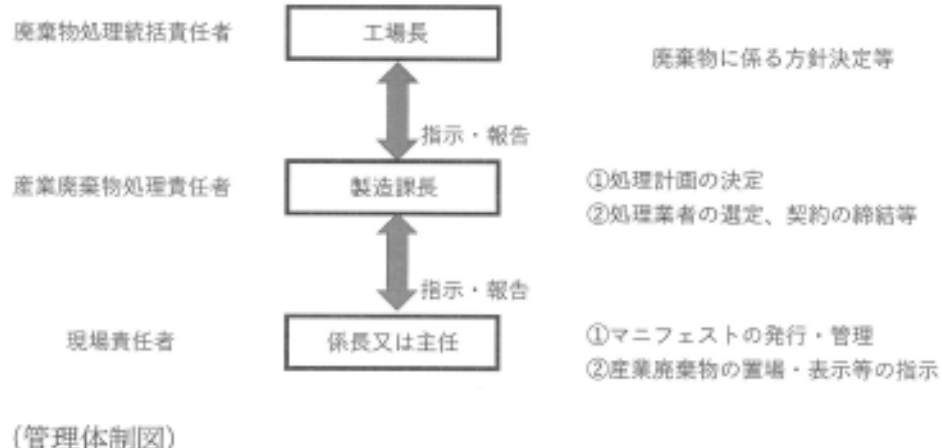 廃棄物処理統括責任者
工場長
廃棄物に係る方針決定等
指示・報告
産業廃棄物処理責任者
製造課長
①処理計画の決定
②処理業者の選定、契約の締結等
指示・報告
現場責任者
係長又は主任
①マニフェストの発行・管理
②産業廃棄物の置場・表示等の指示
(管理体制図)